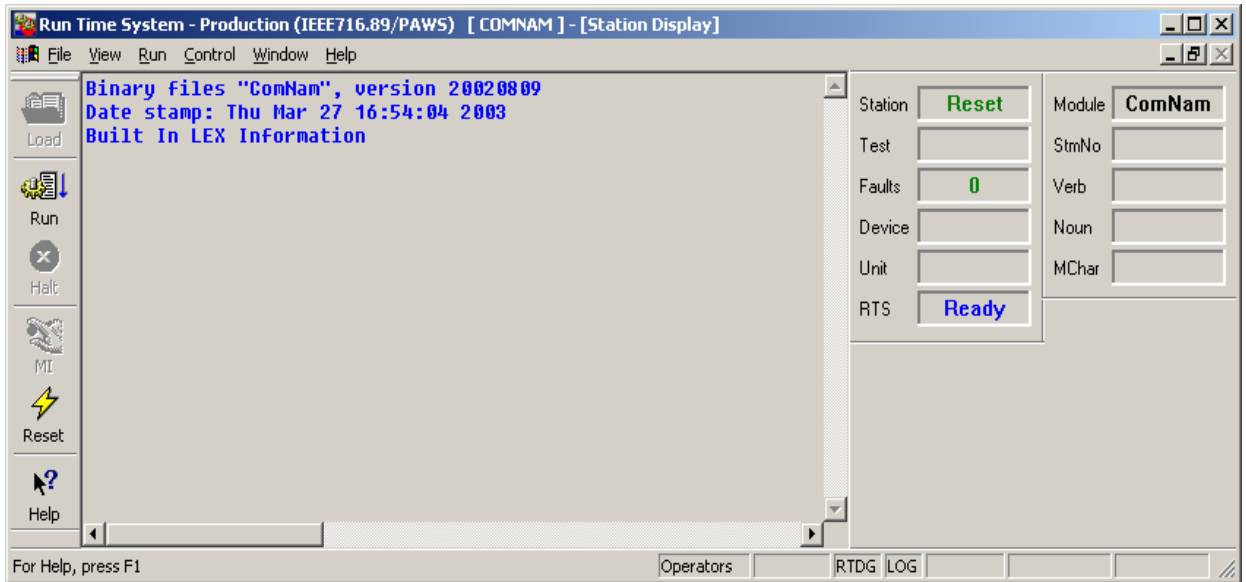 Run Time System - Production (IEEE716.89/PAWS) [ COMNAM ] - [Station Display]
File View Run Control Window Help
Load
Run
Halt
MI
Reset
Help
Binary files "ComNam", version 20020809
Date stamp: Thu Mar 27 16:54:04 2003
Built In LEX Information
Station Reset
Test
Faults 0
Device
Unit
RTS Ready
Module ComNam
StmNo
Verb
Noun
MChar
For Help, press F1
Operators
RTDG LOG